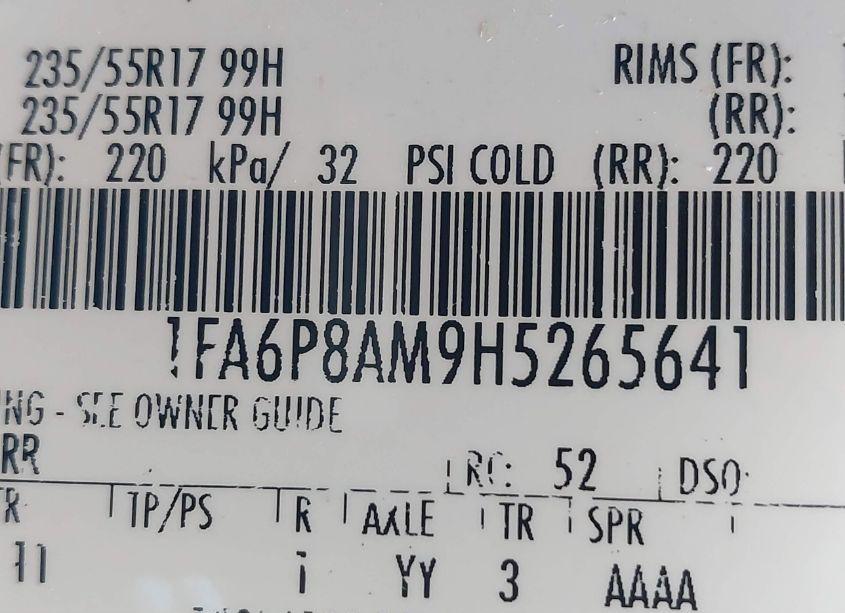 235/55R17 99H RIMS (FR):
235/55R17 99H (RR):
(FR): 220 kPa/ 32 PSI COLD (RR): 220
1FA6P8AM9H5265641
NG - SEE OWNER GUIDE
RR RC: 52 DSO:
R TP/PS R AXLE TR SPR
11 YY 3 AAAA